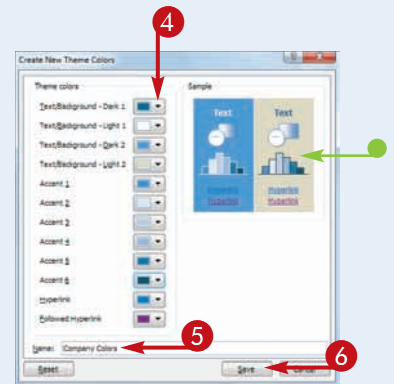 4
Create New Theme Colors
Theme colors
Sample
Text/Background - Dark 1
Text/Background - Light 1
Text/Background - Dark 2
Text/Background - Light 2
Accent 1
Accent 2
Accent 3
Accent 4
Accent 5
Accent 6
Hyperlink
Followed Hyperlink
Text Text
Hyperlink Hyperlink
Hyperlink Hyperlink
Name: Company Colors 5
Reset Save Cancel 6